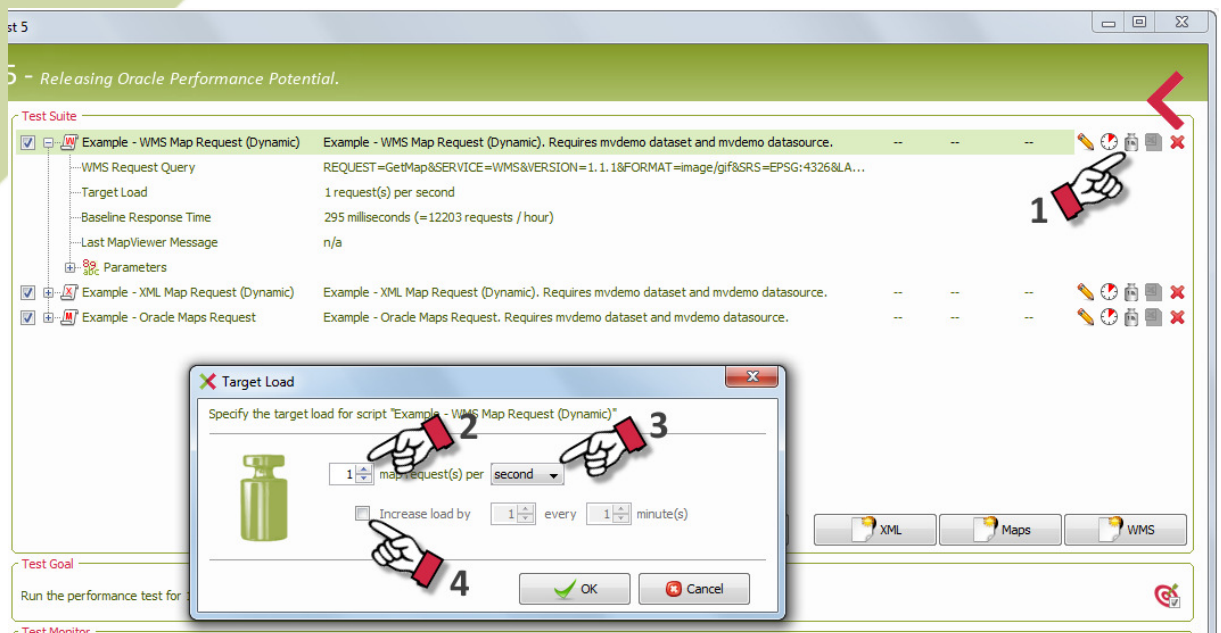 st 5
5 - Releasing Oracle Performance Potential.
Test Suite
Example - WMS Map Request (Dynamic) Example - WMS Map Request (Dynamic). Requires mvdemo dataset and mvdemo datasource. -- -- --
WMS Request Query REQUEST=GetMap&SERVICE=WMS&VERSION=1.1.1&FORMAT=image/gif&SRS=EPSG:4326&LA...
Target Load 1 request(s) per second
1
Baseline Response Time 295 milliseconds (=12203 requests / hour)
Last MapViewer Message n/a
Parameters
Example - XML Map Request (Dynamic) Example - XML Map Request (Dynamic). Requires mvdemo dataset and mvdemo datasource. -- -- --
Example - Oracle Maps Request Example - Oracle Maps Request. Requires mvdemo dataset and mvdemo datasource. -- -- --
Target Load
Specify the target load for script "Example - WMS Map Request (Dynamic)"
2 3
1 map request(s) per second
Increase load by 1 every 1 minute(s)
4
OK Cancel
XML Maps WMS
Test Goal
Run the performance test for
Test Monitor